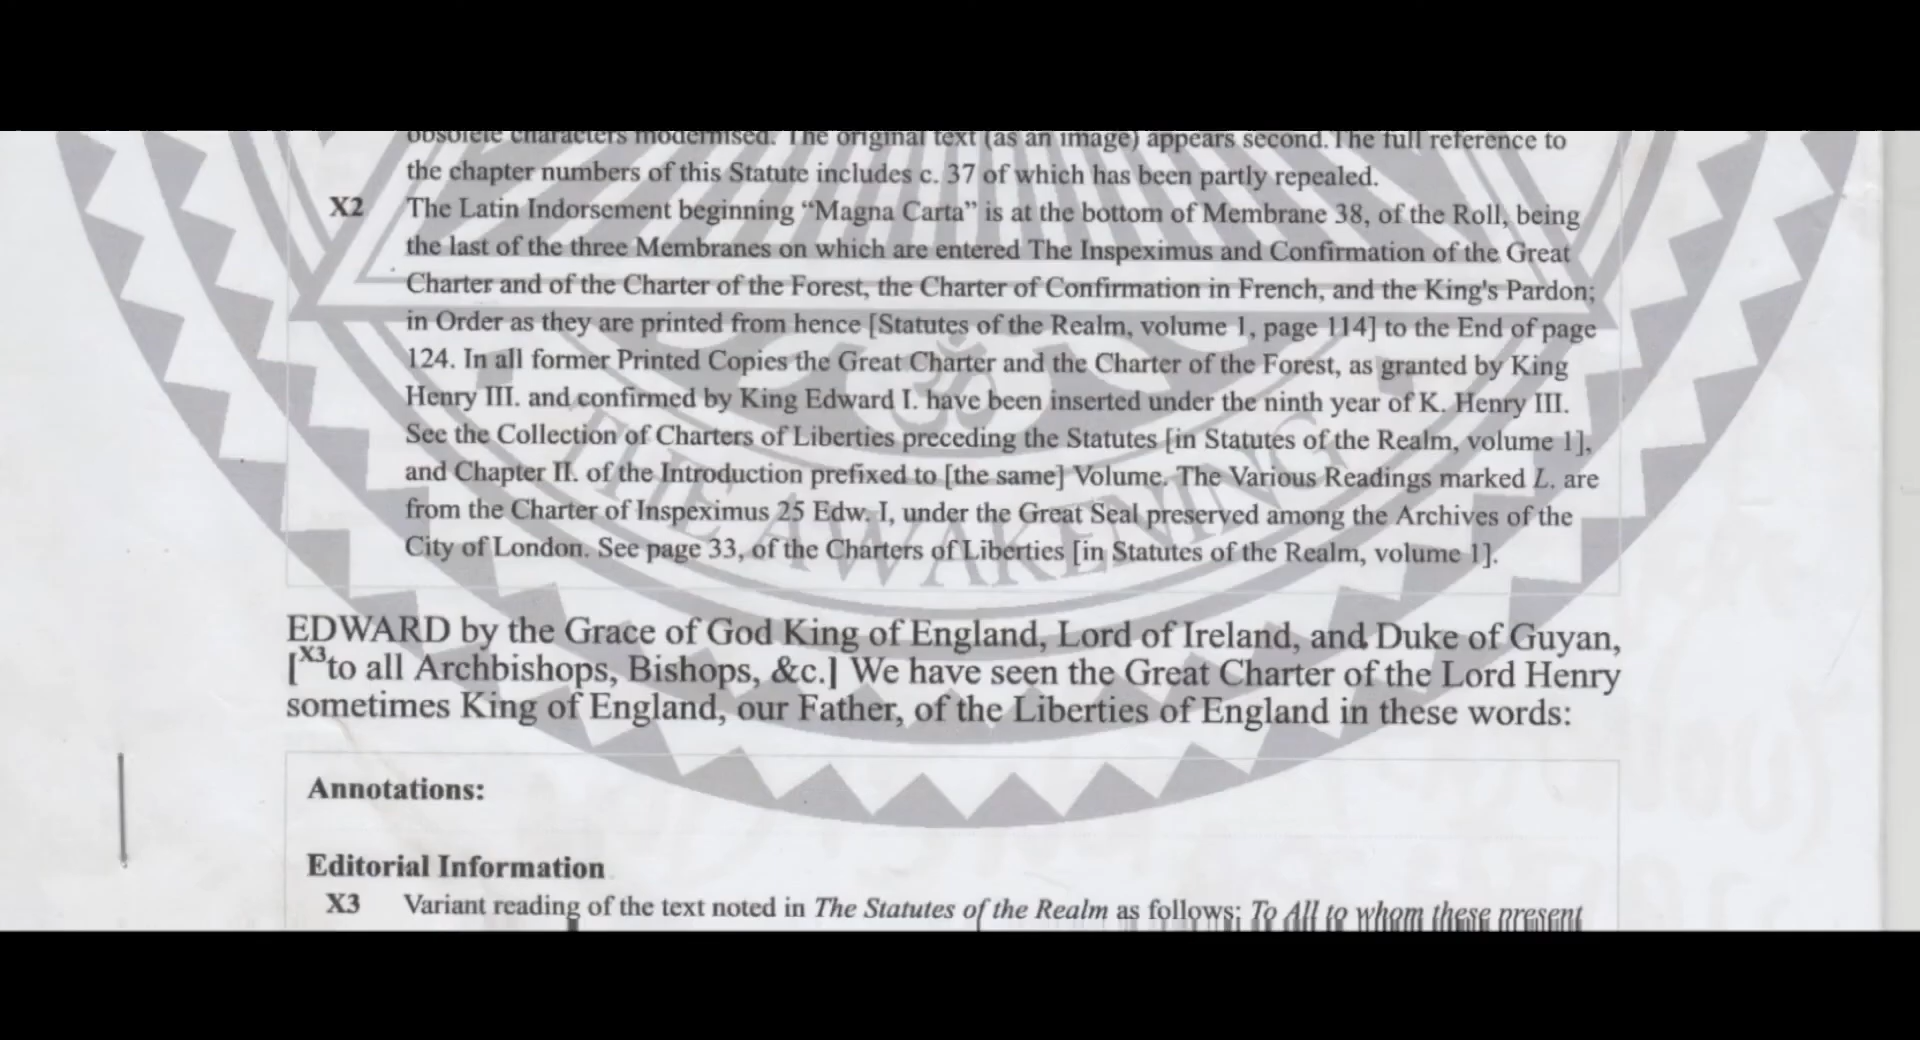 obsolete characters modernised. The original text (as an image) appears second. The full reference to
the chapter numbers of this Statute includes c. 37 of which has been partly repealed.
X2 The Latin Indorsement beginning “Magna Carta” is at the bottom of Membrane 38, of the Roll, being
the last of the three Membranes on which are entered The Inspeximus and Confirmation of the Great
Charter and of the Charter of the Forest, the Charter of Confirmation in French, and the King's Pardon;
in Order as they are printed from hence [Statutes of the Realm, volume 1, page 114] to the End of page
124. In all former Printed Copies the Great Charter and the Charter of the Forest, as granted by King
Henry III. and confirmed by King Edward I. have been inserted under the ninth year of K. Henry III.
See the Collection of Charters of Liberties preceding the Statutes [in Statutes of the Realm, volume 1],
and Chapter II. of the Introduction prefixed to [the same] Volume. The Various Readings marked L. are
from the Charter of Inspeximus 25 Edw. I, under the Great Seal preserved among the Archives of the
City of London. See page 33, of the Charters of Liberties [in Statutes of the Realm, volume 1].
THE AWAKENING
EDWARD by the Grace of God King of England, Lord of Ireland, and Duke of Guyan,
[X3to all Archbishops, Bishops, &c.] We have seen the Great Charter of the Lord Henry
sometimes King of England, our Father, of the Liberties of England in these words:
Annotations:
Editorial Information
X3 Variant reading of the text noted in The Statutes of the Realm as follows: To All to whom these present